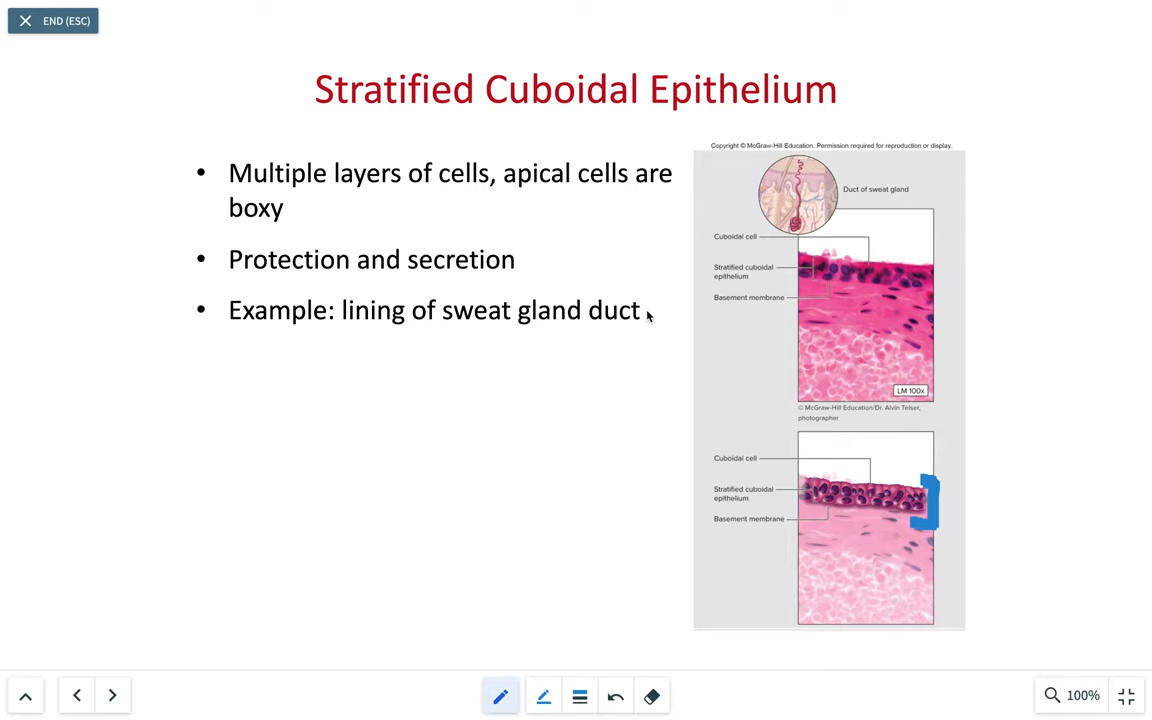 END (ESC)
Stratified Cuboidal Epithelium
• Multiple layers of cells, apical cells are
boxy
• Protection and secretion
• Example: lining of sweat gland duct
Copyright © McGraw-Hill Education. Permission required for reproduction or display.
Duct of sweat gland
Cuboidal cell
Stratified cuboidal
epithelium
Basement membrane
LM 100x
© McGraw-Hill Education/Dr. Alvin Telser,
photographer
Cuboidal cell
Stratified cuboidal
epithelium
Basement membrane
100%